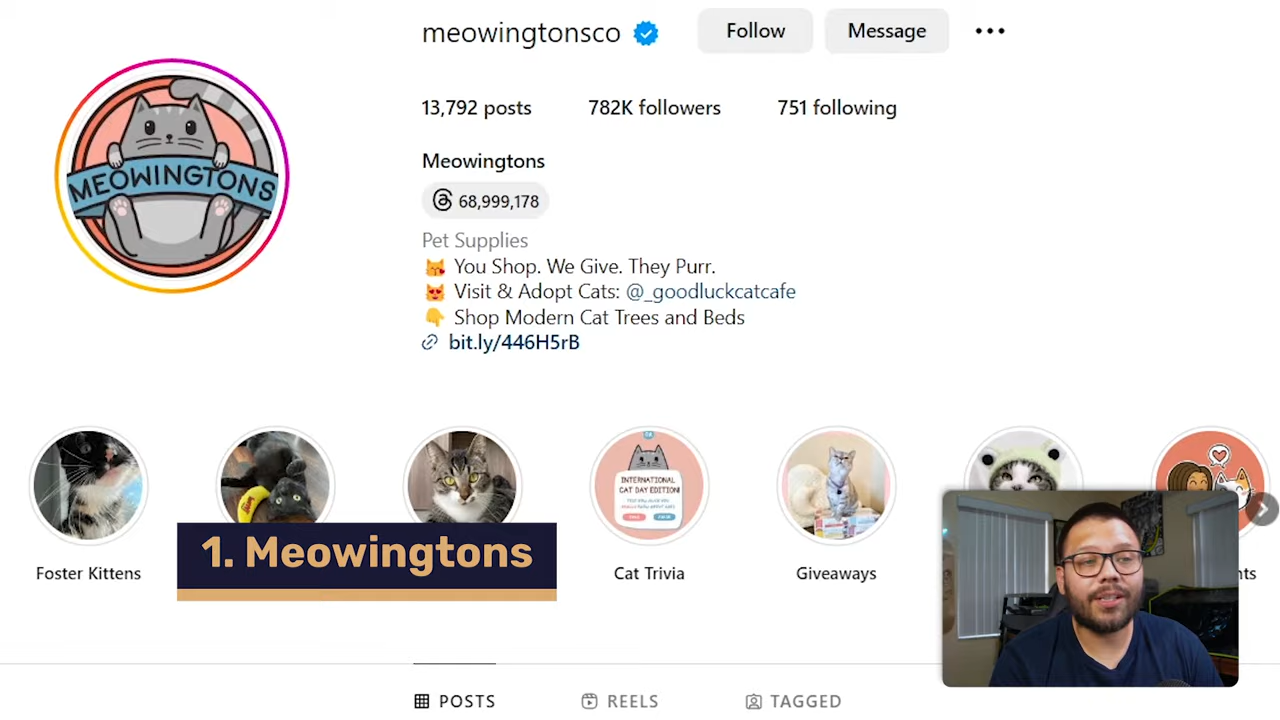 meowingtonsco
Follow
Message
13,792 posts
782K followers
751 following
Meowingtons
68,999,178
Pet Supplies
You Shop. We Give. They Purr.
Visit & Adopt Cats: @_goodluckcatcafe
Shop Modern Cat Trees and Beds
bit.ly/446H5rB
MEOWINGTONS
INTERNATIONAL
CAT DAY EDITION!
1. Meowingtons
Foster Kittens
Cat Trivia
Giveaways
nts
POSTS
REELS
TAGGED